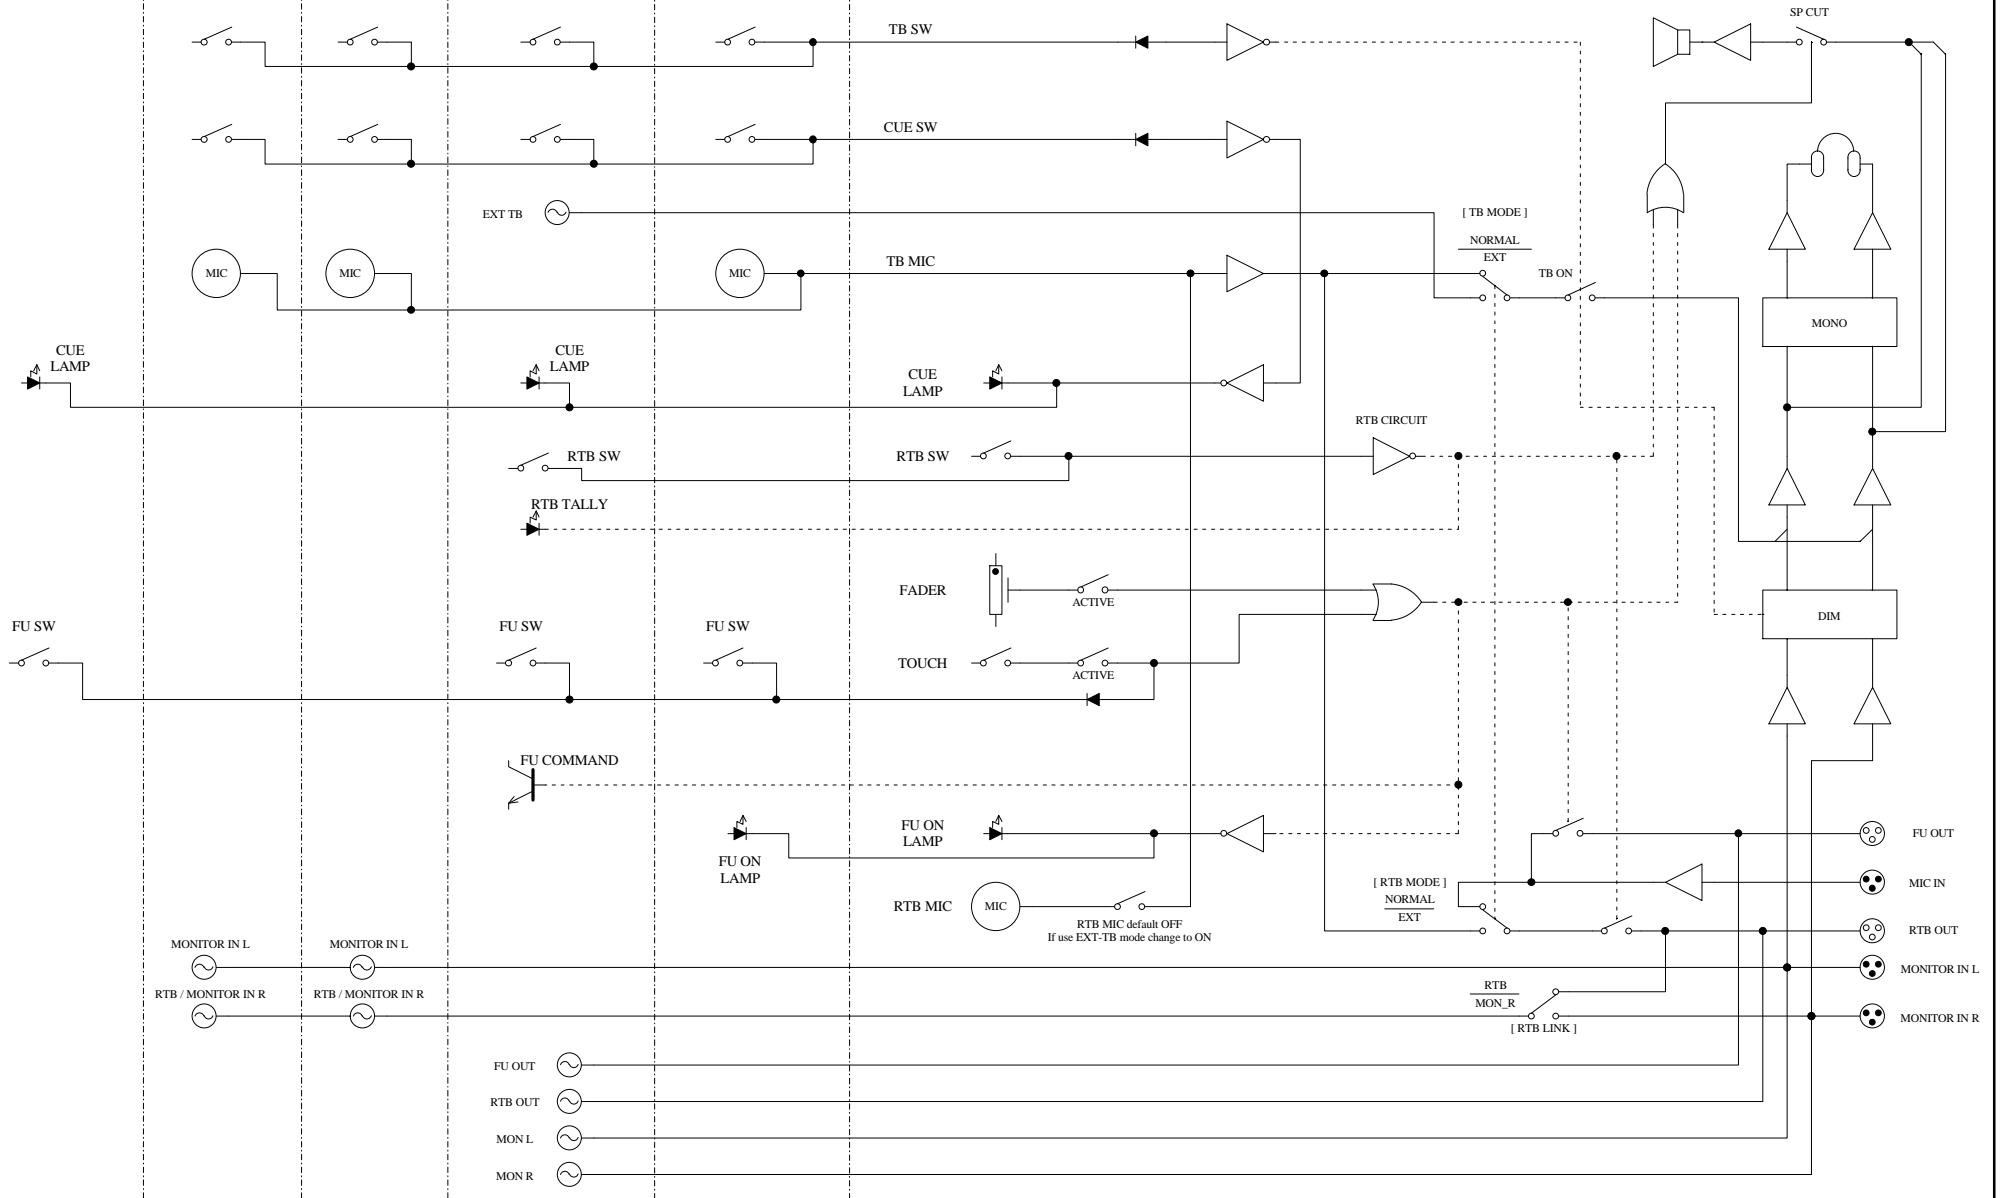 SP CUT
TB SW
CUE SW
EXT TB
[ TB MODE ]
NORMAL
EXT
TB ON
MIC
MIC
MIC
TB MIC
MONO
CUE
LAMP
CUE
LAMP
CUE
LAMP
RTB CIRCUIT
RTB SW
RTB SW
RTB TALLY
FADER
ACTIVE
DIM
FU SW
FU SW
FU SW
TOUCH
ACTIVE
FU COMMAND
FU ON
LAMP
FU ON
LAMP
FU OUT
[ RTB MODE ]
NORMAL
EXT
MIC IN
RTB MIC
MIC
RTB MIC default OFF
If use EXT-TB mode change to ON
RTB OUT
MONITOR IN L
MONITOR IN L
MONITOR IN L
RTB / MONITOR IN R
RTB / MONITOR IN R
RTB
MON_R
[ RTB LINK ]
MONITOR IN R
FU OUT
RTB OUT
MON L
MON R